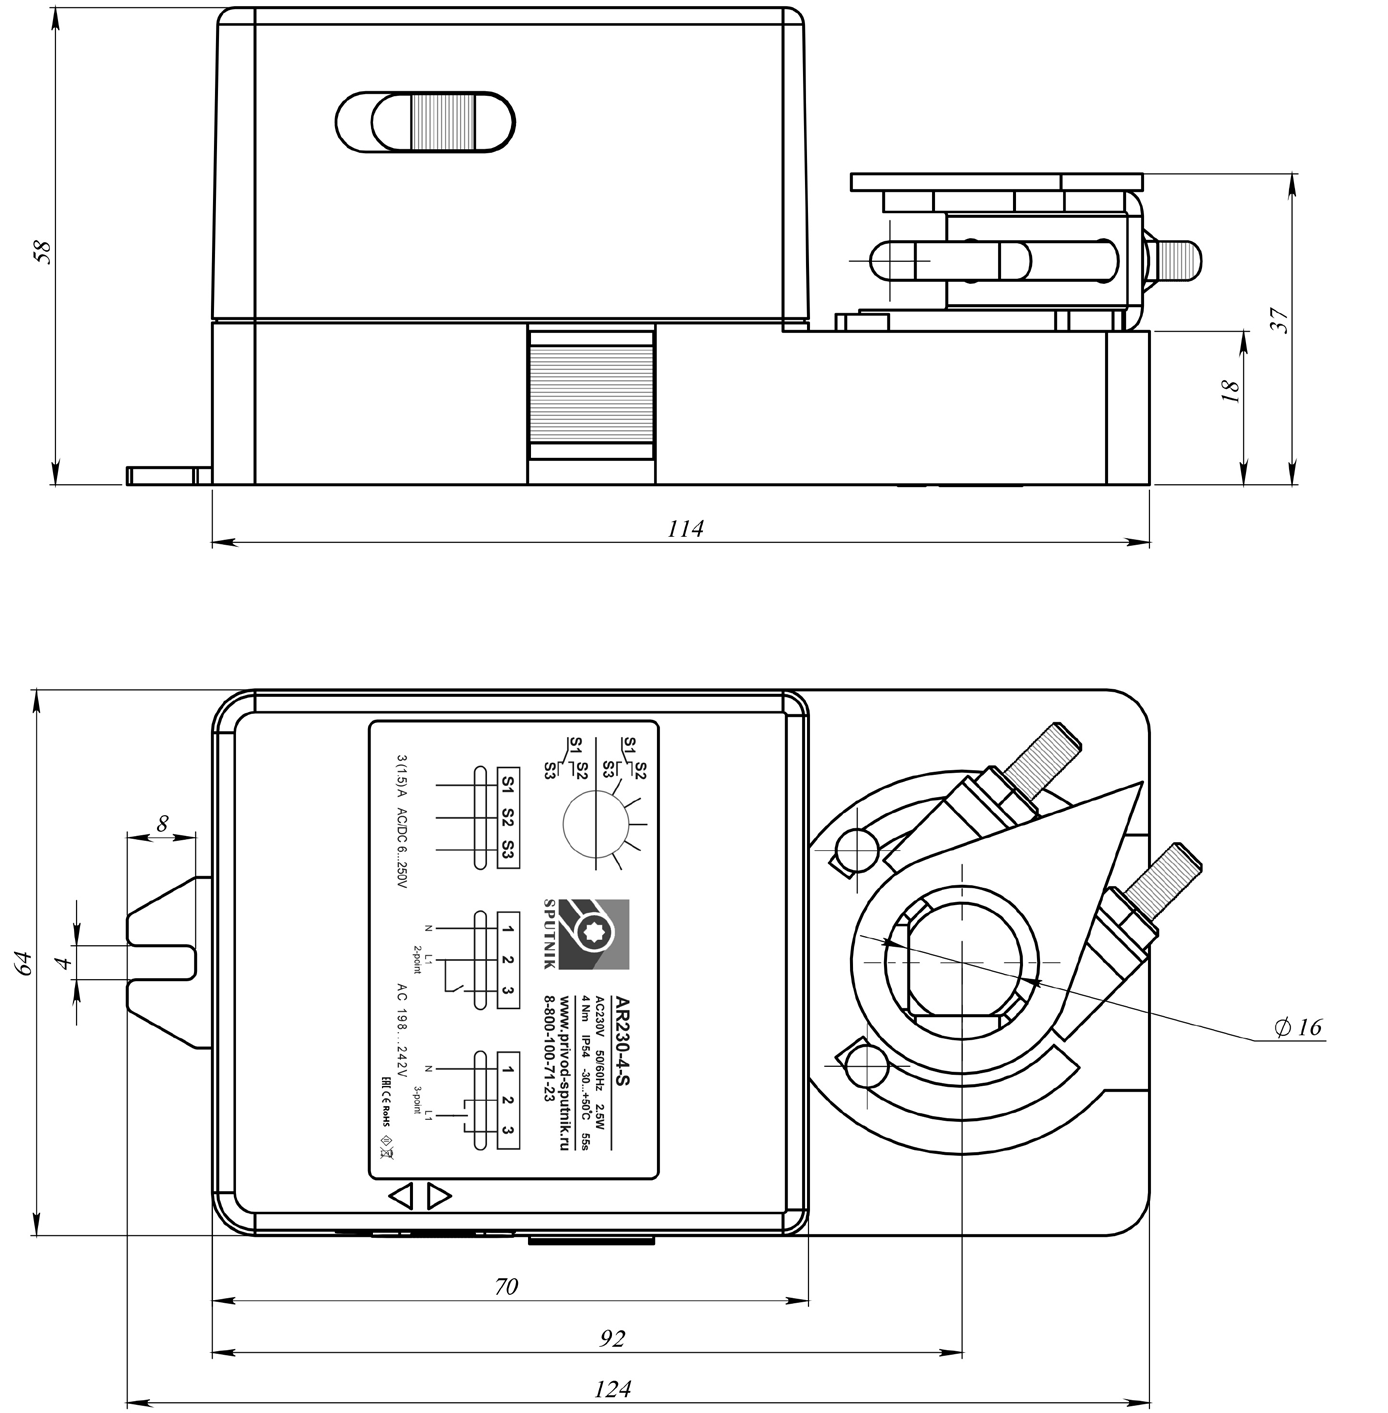 58
37
18
114
S1
S2
S3
S1
S2
S3
S1 S2 S3
3 (1.5) A AC/DC 6...250V
SPUTNIK
AR230-4-S
AC230V 50/60Hz 2.5W
4 Nm IP54 -30...+50°C 55s
www.privod-sputnik.ru
8-800-100-71-23
1 2 3
N L1
2-point
AC 198...242V
1 2 3
N L1
3-point
EAC CE RoHS
8
64
4
Ø 16
70
92
124